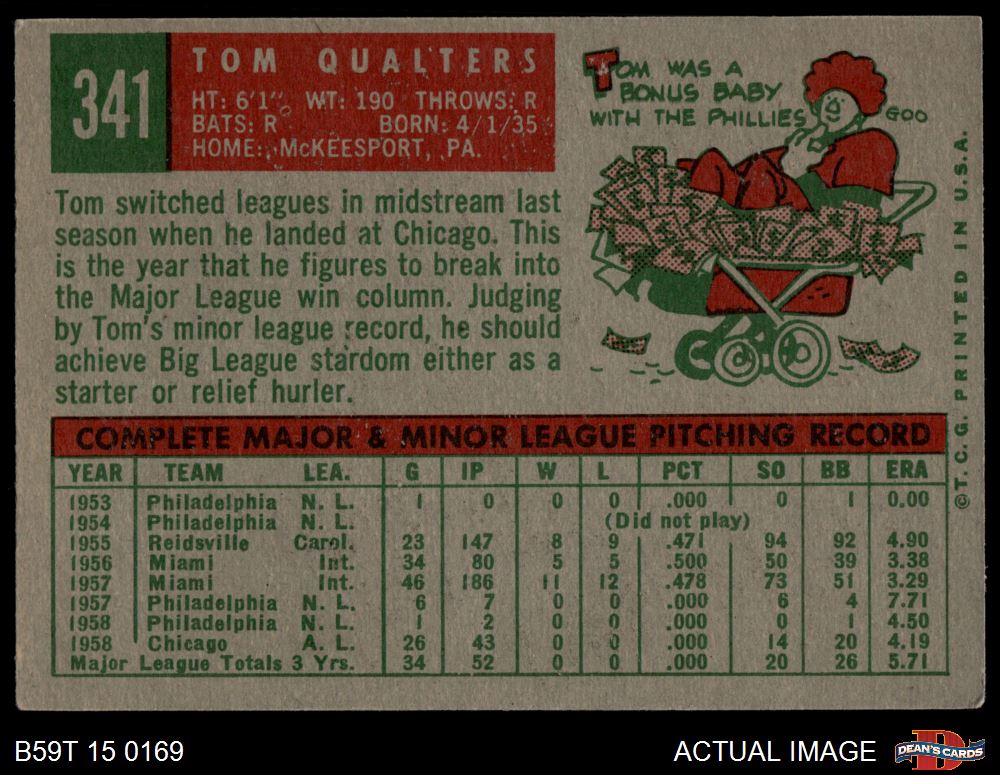 341
TOM QUALTERS
HT: 6'1" WT: 190 THROWS: R
BATS: R BORN: 4/1/35
HOME: McKEESPORT, PA.
TOM WAS A
BONUS BABY
WITH THE PHILLIES
GOO
Tom switched leagues in midstream last
season when he landed at Chicago. This
is the year that he figures to break into
the Major League win column. Judging
by Tom's minor league record, he should
achieve Big League stardom either as a
starter or relief hurler.
©T.C.G. PRINTED IN U.S.A.
COMPLETE MAJOR & MINOR LEAGUE PITCHING RECORD
YEAR TEAM LEA. G IP W L PCT SO BB ERA
1953 Philadelphia N. L. 1 0 0 0 .000 0 1 0.00
1954 Philadelphia N. L. (Did not play)
1955 Reidsville Carol. 23 147 8 9 .471 94 92 4.90
1956 Miami Int. 34 80 5 5 .500 50 39 3.38
1957 Miami Int. 46 186 11 12 .478 73 51 3.29
1957 Philadelphia N. L. 6 7 0 0 .000 6 4 7.71
1958 Philadelphia N. L. 1 2 0 0 .000 0 1 4.50
1958 Chicago A. L. 26 43 0 0 .000 14 20 4.19
Major League Totals 3 Yrs. 34 52 0 0 .000 20 26 5.71
B59T 15 0169
ACTUAL IMAGE
D
DEAN'S CARDS